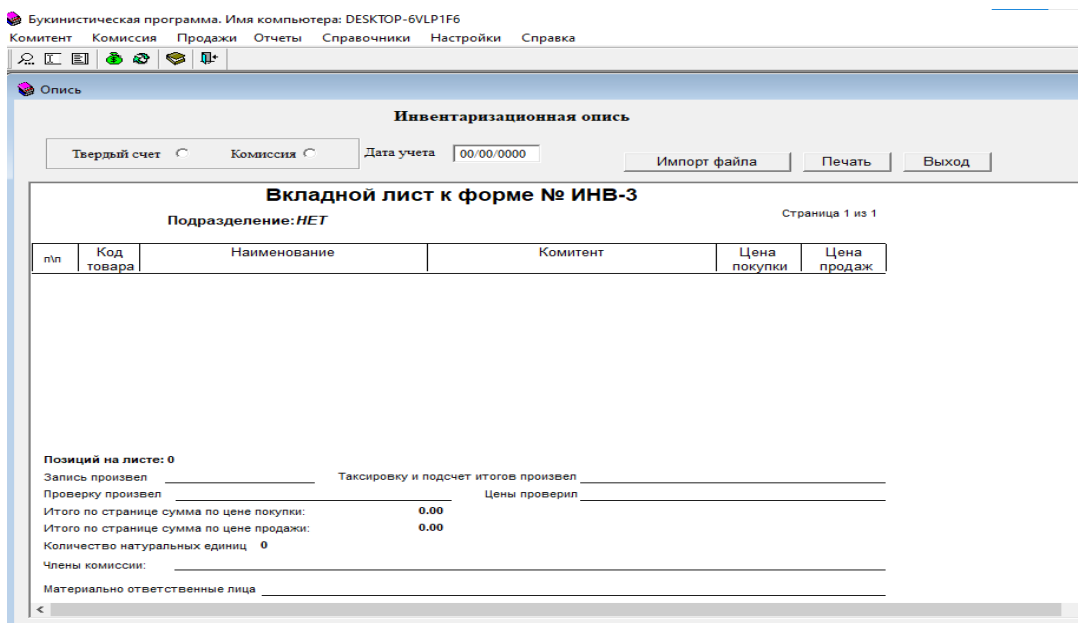 Букинистическая программа. Имя компьютера: DESKTOP-6VLP1F6
Комитент Комиссия Продажи Отчеты Справочники Настройки Справка
Опись
Инвентаризационная опись
Твердый счет Комиссия Дата учета 00/00/0000 Импорт файла Печать Выход
Вкладной лист к форме № ИНВ-3
Страница 1 из 1
Подразделение: НЕТ
п\п Код товара Наименование Комитент Цена покупки Цена продаж
Позиций на листе: 0
Запись произвел Таксировку и подсчет итогов произвел
Проверку произвел Цены проверил
Итого по странице сумма по цене покупки: 0.00
Итого по странице сумма по цене продажи: 0.00
Количество натуральных единиц 0
Члены комиссии:
Материально ответственные лица